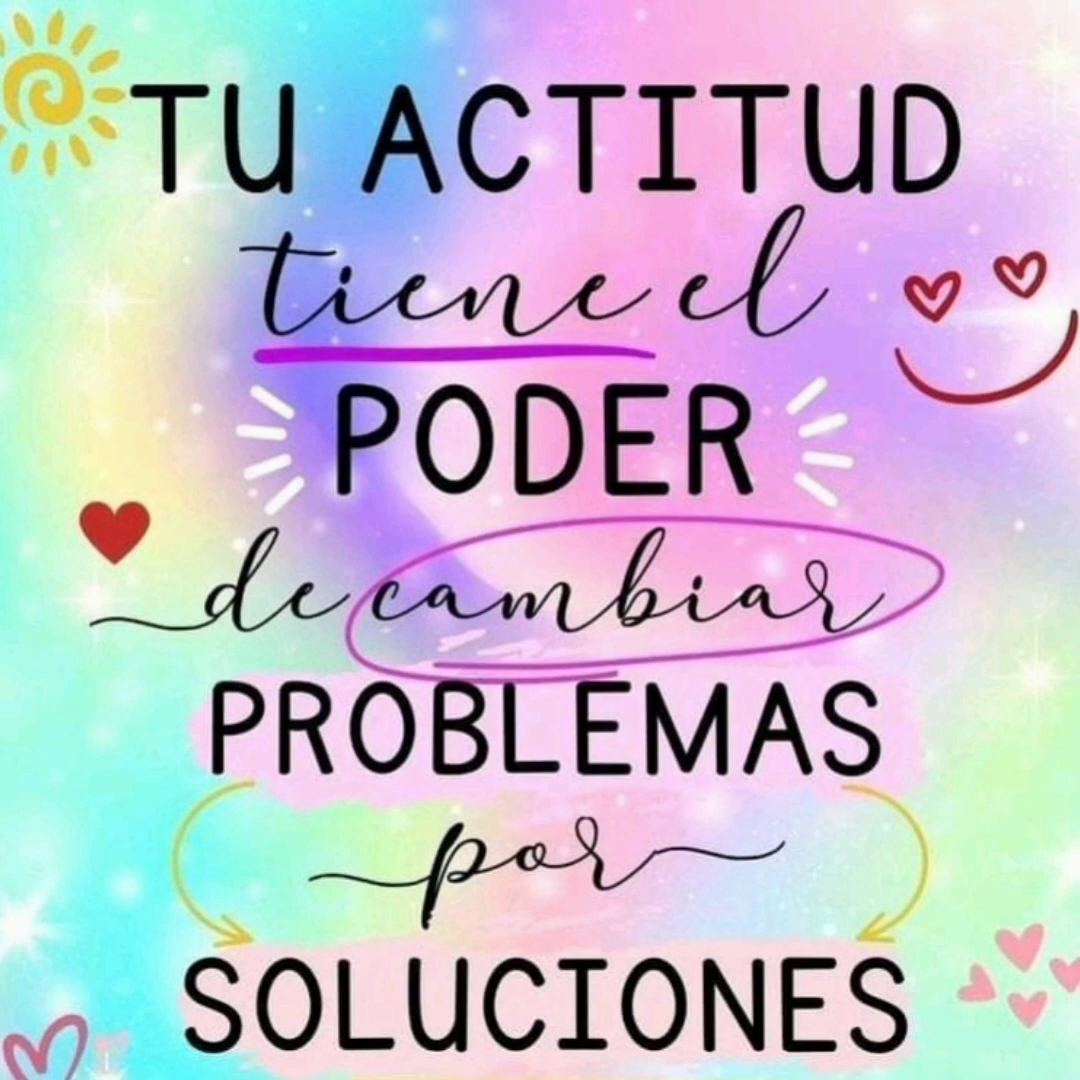 TU ACTITUD
tiene el
PODER
de cambiar
PROBLEMAS
por
SOLUCIONES